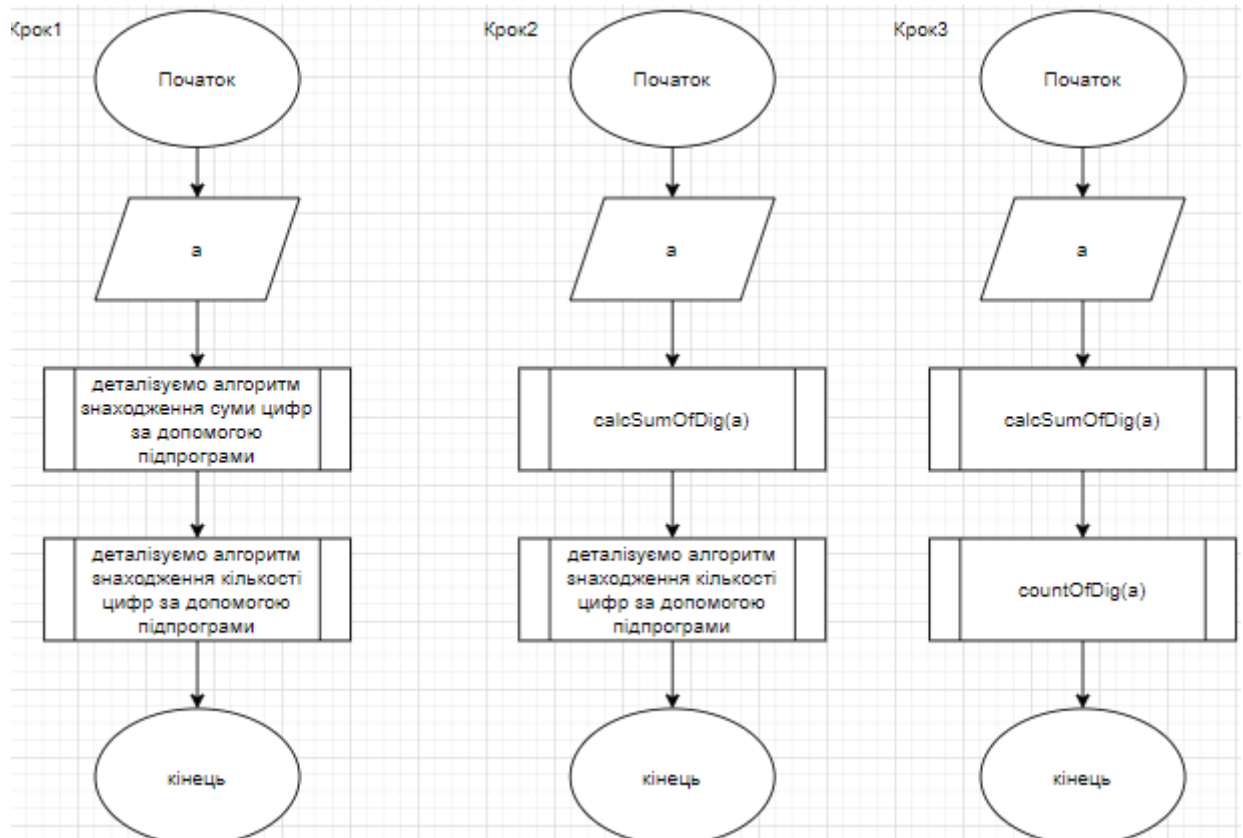 Крок1
Початок
а
деталізуємо алгоритм
знаходження суми цифр
за допомогою
підпрограми
деталізуємо алгоритм
знаходження кількості
цифр за допомогою
підпрограми
кінець
Крок2
Початок
а
calcSumOfDig(a)
деталізуємо алгоритм
знаходження кількості
цифр за допомогою
підпрограми
кінець
Крок3
Початок
а
calcSumOfDig(a)
countOfDig(a)
кінець